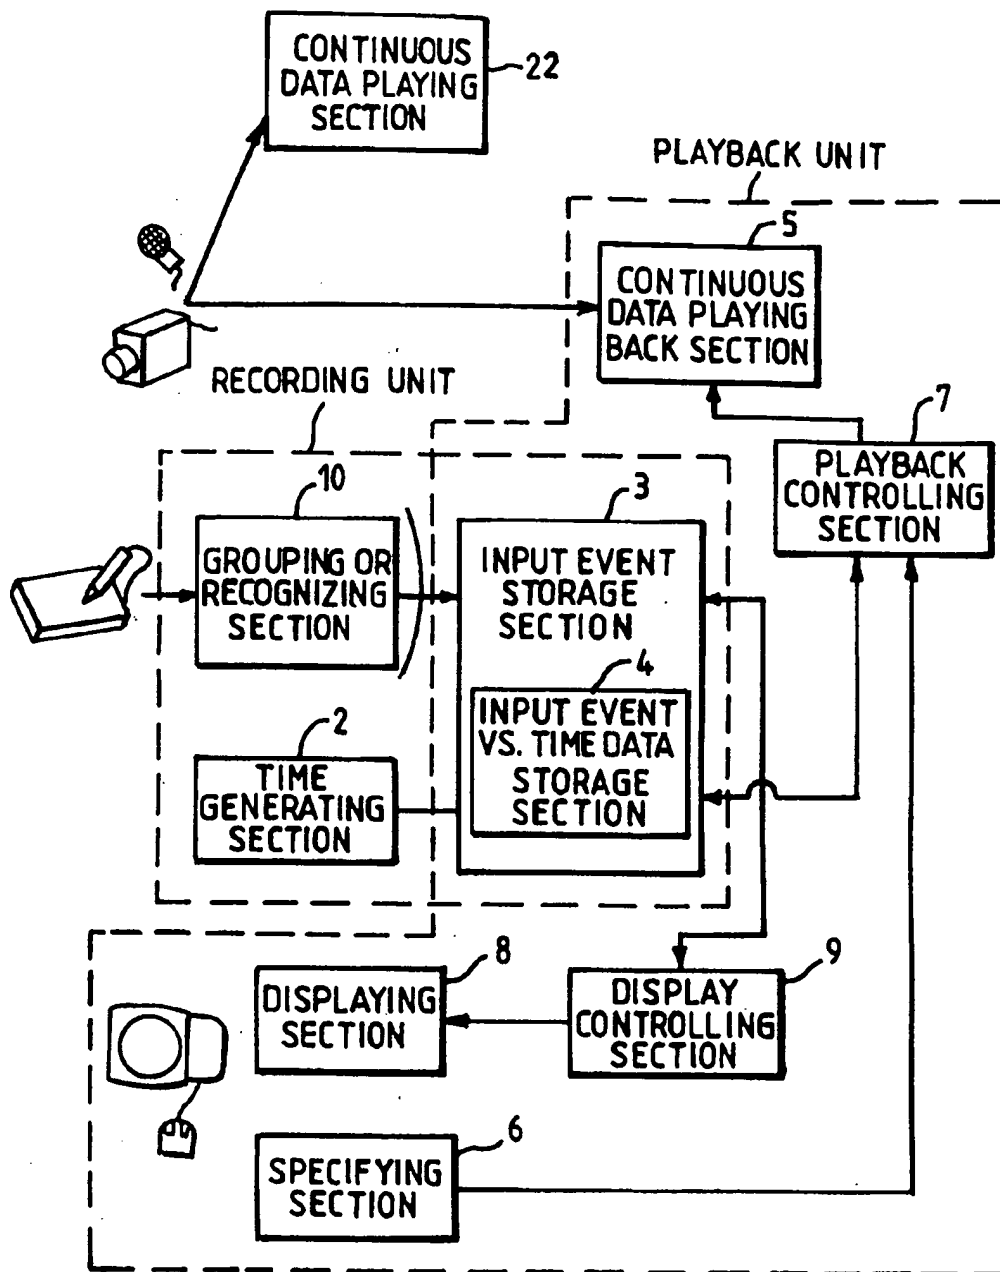 CONTINUOUS
DATA PLAYING
SECTION
22
PLAYBACK UNIT
5
CONTINUOUS
DATA PLAYING
BACK SECTION
RECORDING UNIT
7
PLAYBACK
CONTROLLING
SECTION
10
GROUPING OR
RECOGNIZING
SECTION
3
INPUT EVENT
STORAGE
SECTION
4
INPUT EVENT
VS. TIME DATA
STORAGE
SECTION
2
TIME
GENERATING
SECTION
8
DISPLAYING
SECTION
9
DISPLAY
CONTROLLING
SECTION
6
SPECIFYING
SECTION